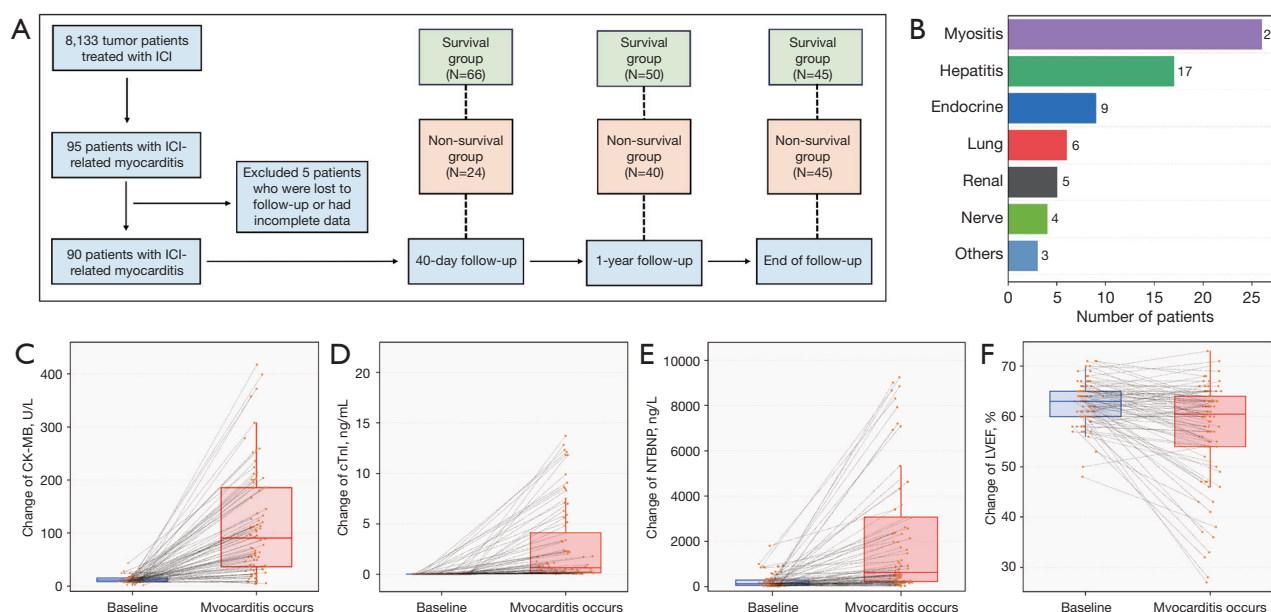 A
8,133 tumor patients
treated with ICI
95 patients with ICI-
related myocarditis
Excluded 5 patients
who were lost to
follow-up or had
incomplete data
90 patients with ICI-
related myocarditis
Survival
group
(N=66)
Non-survival
group
(N=24)
40-day follow-up
Survival
group
(N=50)
Non-survival
group
(N=40)
1-year follow-up
Survival
group
(N=45)
Non-survival
group
(N=45)
End of follow-up
B
Myositis
2
Hepatitis
17
Endocrine
9
Lung
6
Renal
5
Nerve
4
Others
3
0 5 10 15 20 25
Number of patients
C
Change of CK-MB, U/L
400
300
200
100
0
Baseline Myocarditis occurs
D
Change of cTnI, ng/mL
20
15
10
5
0
Baseline Myocarditis occurs
E
Change of NTBNP, ng/L
10000
8000
6000
4000
2000
0
Baseline Myocarditis occurs
F
Change of LVEF, %
70
60
50
40
30
Baseline Myocarditis occurs